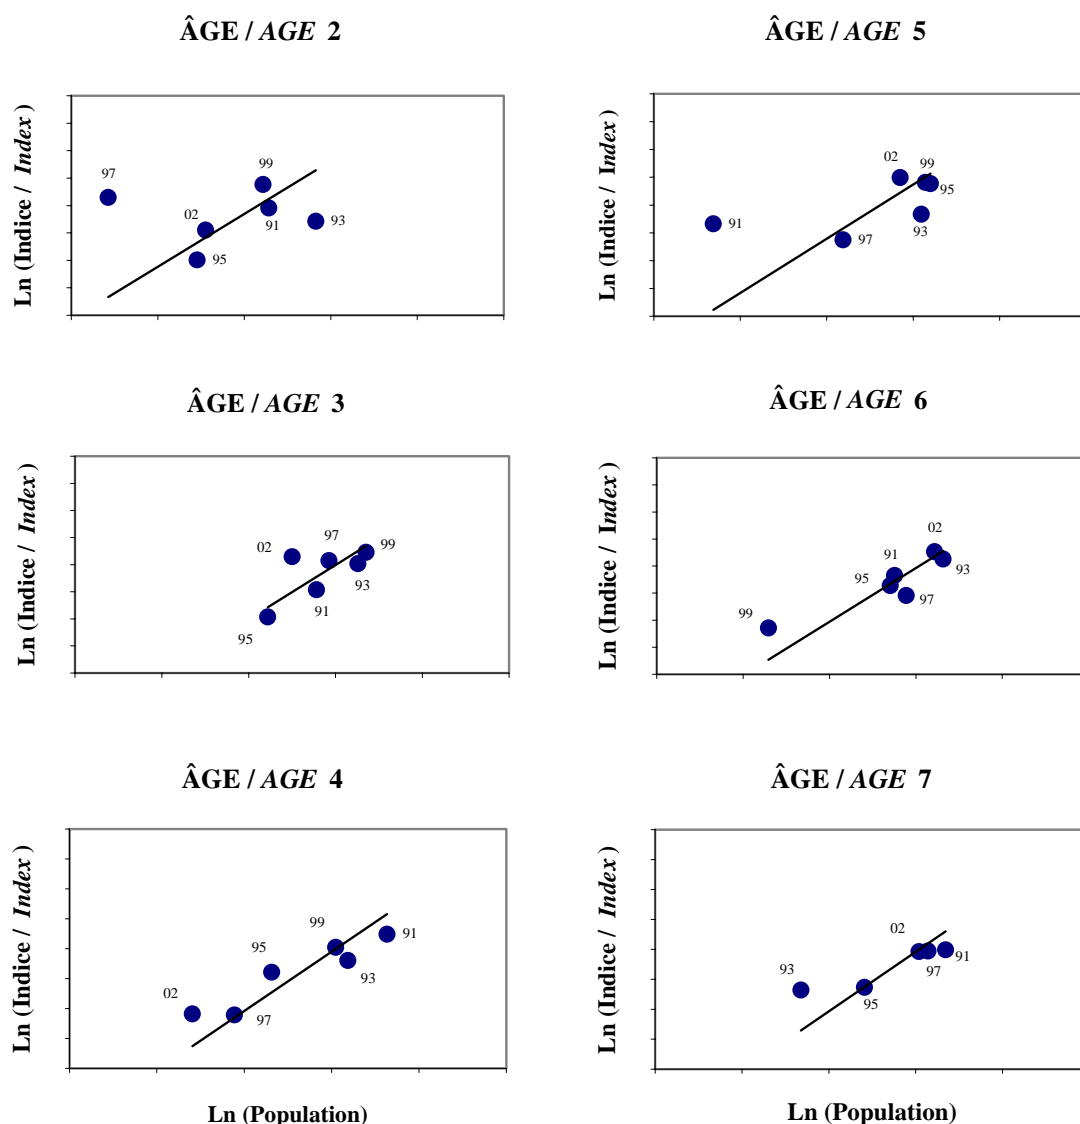 ÂGE / AGE 2
Ln (Indice / Index )
97
99
02
91
93
95
ÂGE / AGE 5
Ln (Indice / Index )
02
99
95
91
93
97
ÂGE / AGE 3
Ln (Indice / Index )
02
97
99
93
91
95
ÂGE / AGE 6
Ln (Indice / Index )
02
91
93
95
97
99
ÂGE / AGE 4
Ln (Indice / Index )
99
91
95
93
02
97
Ln (Population)
ÂGE / AGE 7
Ln (Indice / Index )
02
91
97
93
95
Ln (Population)